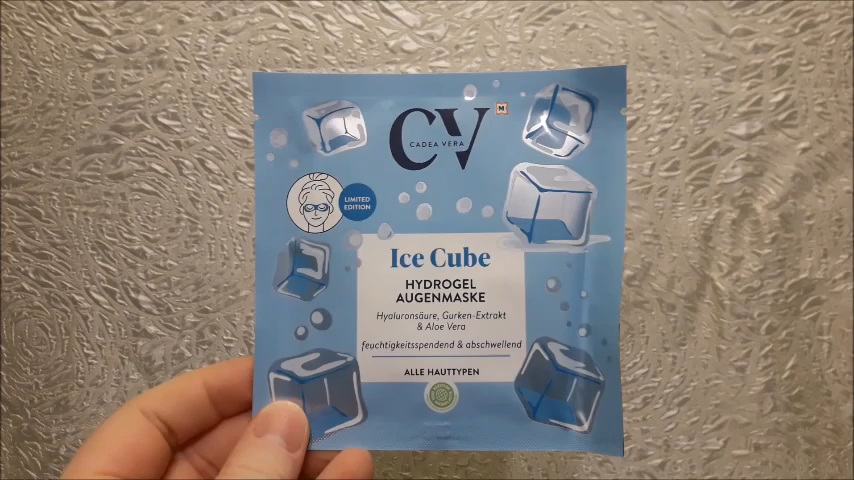 CV
M
CADEA VERA
LIMITED
EDITION
Ice Cube
HYDROGEL
AUGENMASKE
Hyaluronsäure, Gurken-Extrakt
& Aloe Vera
feuchtigkeitsspendend & abschwellend
ALLE HAUTTYPEN